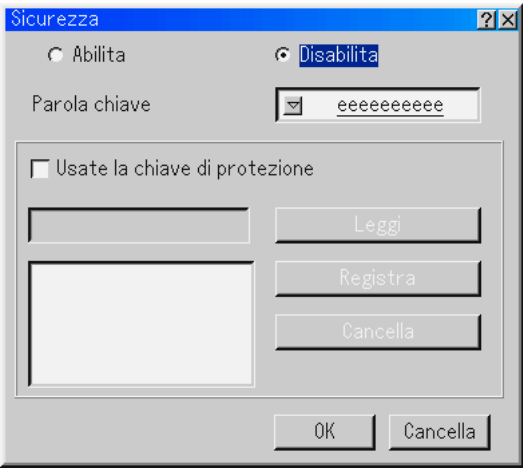 Sicurezza
Abilita Disabilita
Parola chiave eeeeeeeeee
Usate la chiave di protezione
Leggi
Registra
Cancella
OK Cancella